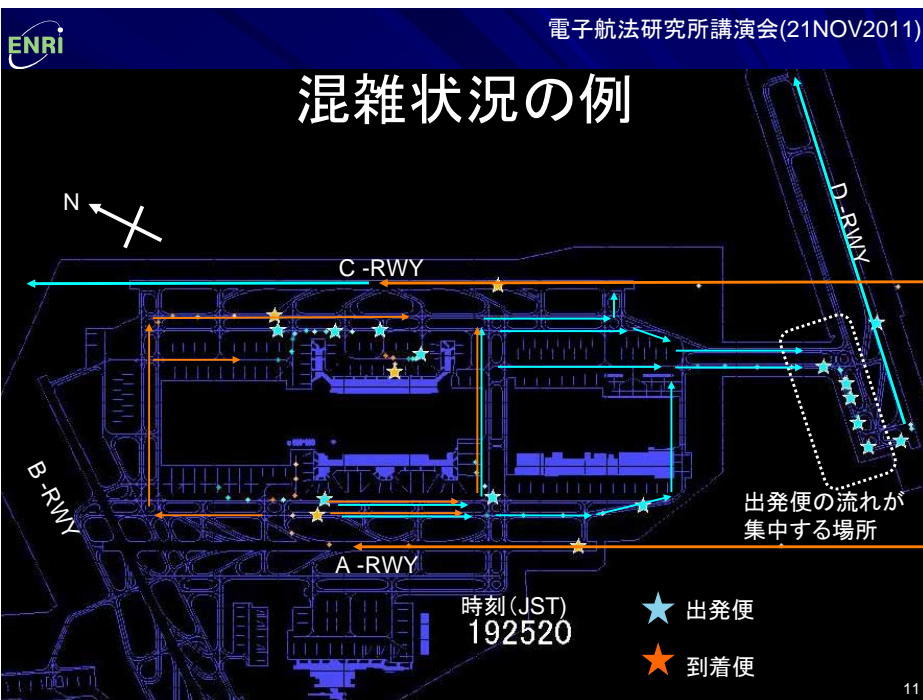 電子航法研究所講演会(21NOV2011)
ENRI
混雑状況の例
N
C -RWY
D -RWY
B -RWY
出発便の流れが
集中する場所
A -RWY
時刻(JST)
192520
出発便
到着便
11